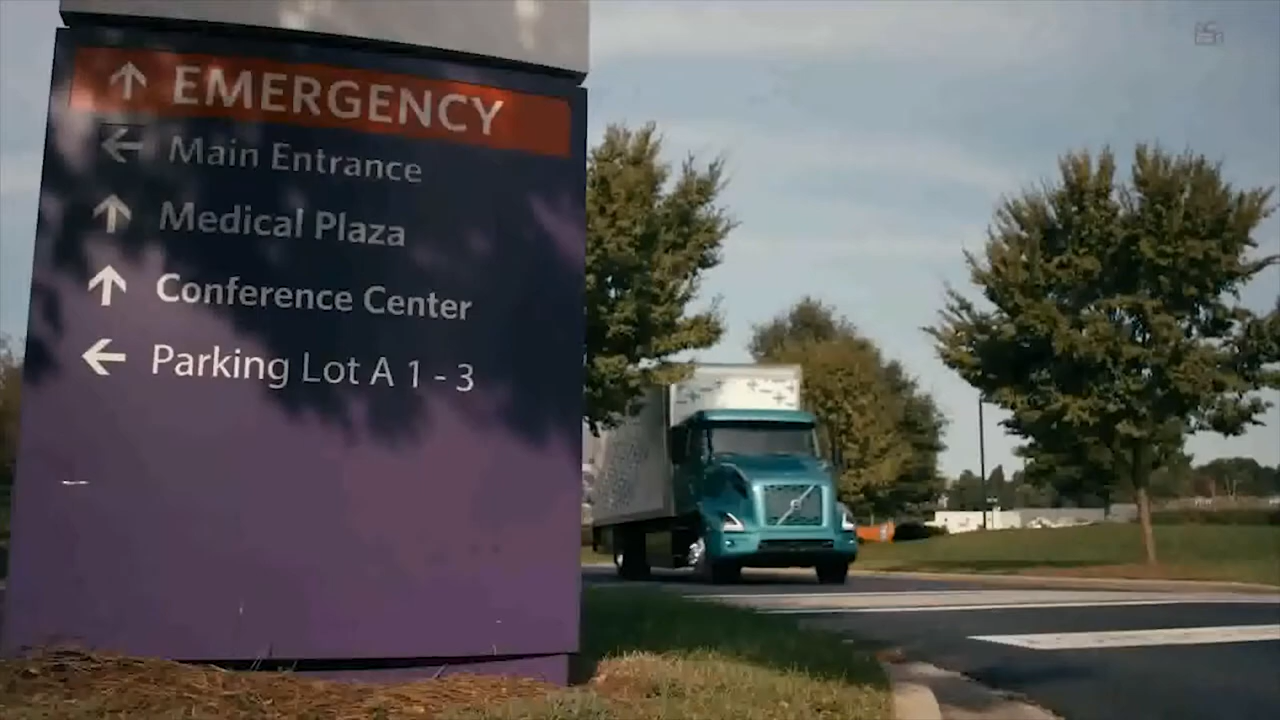 ↑ EMERGENCY
← Main Entrance
↑ Medical Plaza
↑ Conference Center
← Parking Lot A 1 - 3